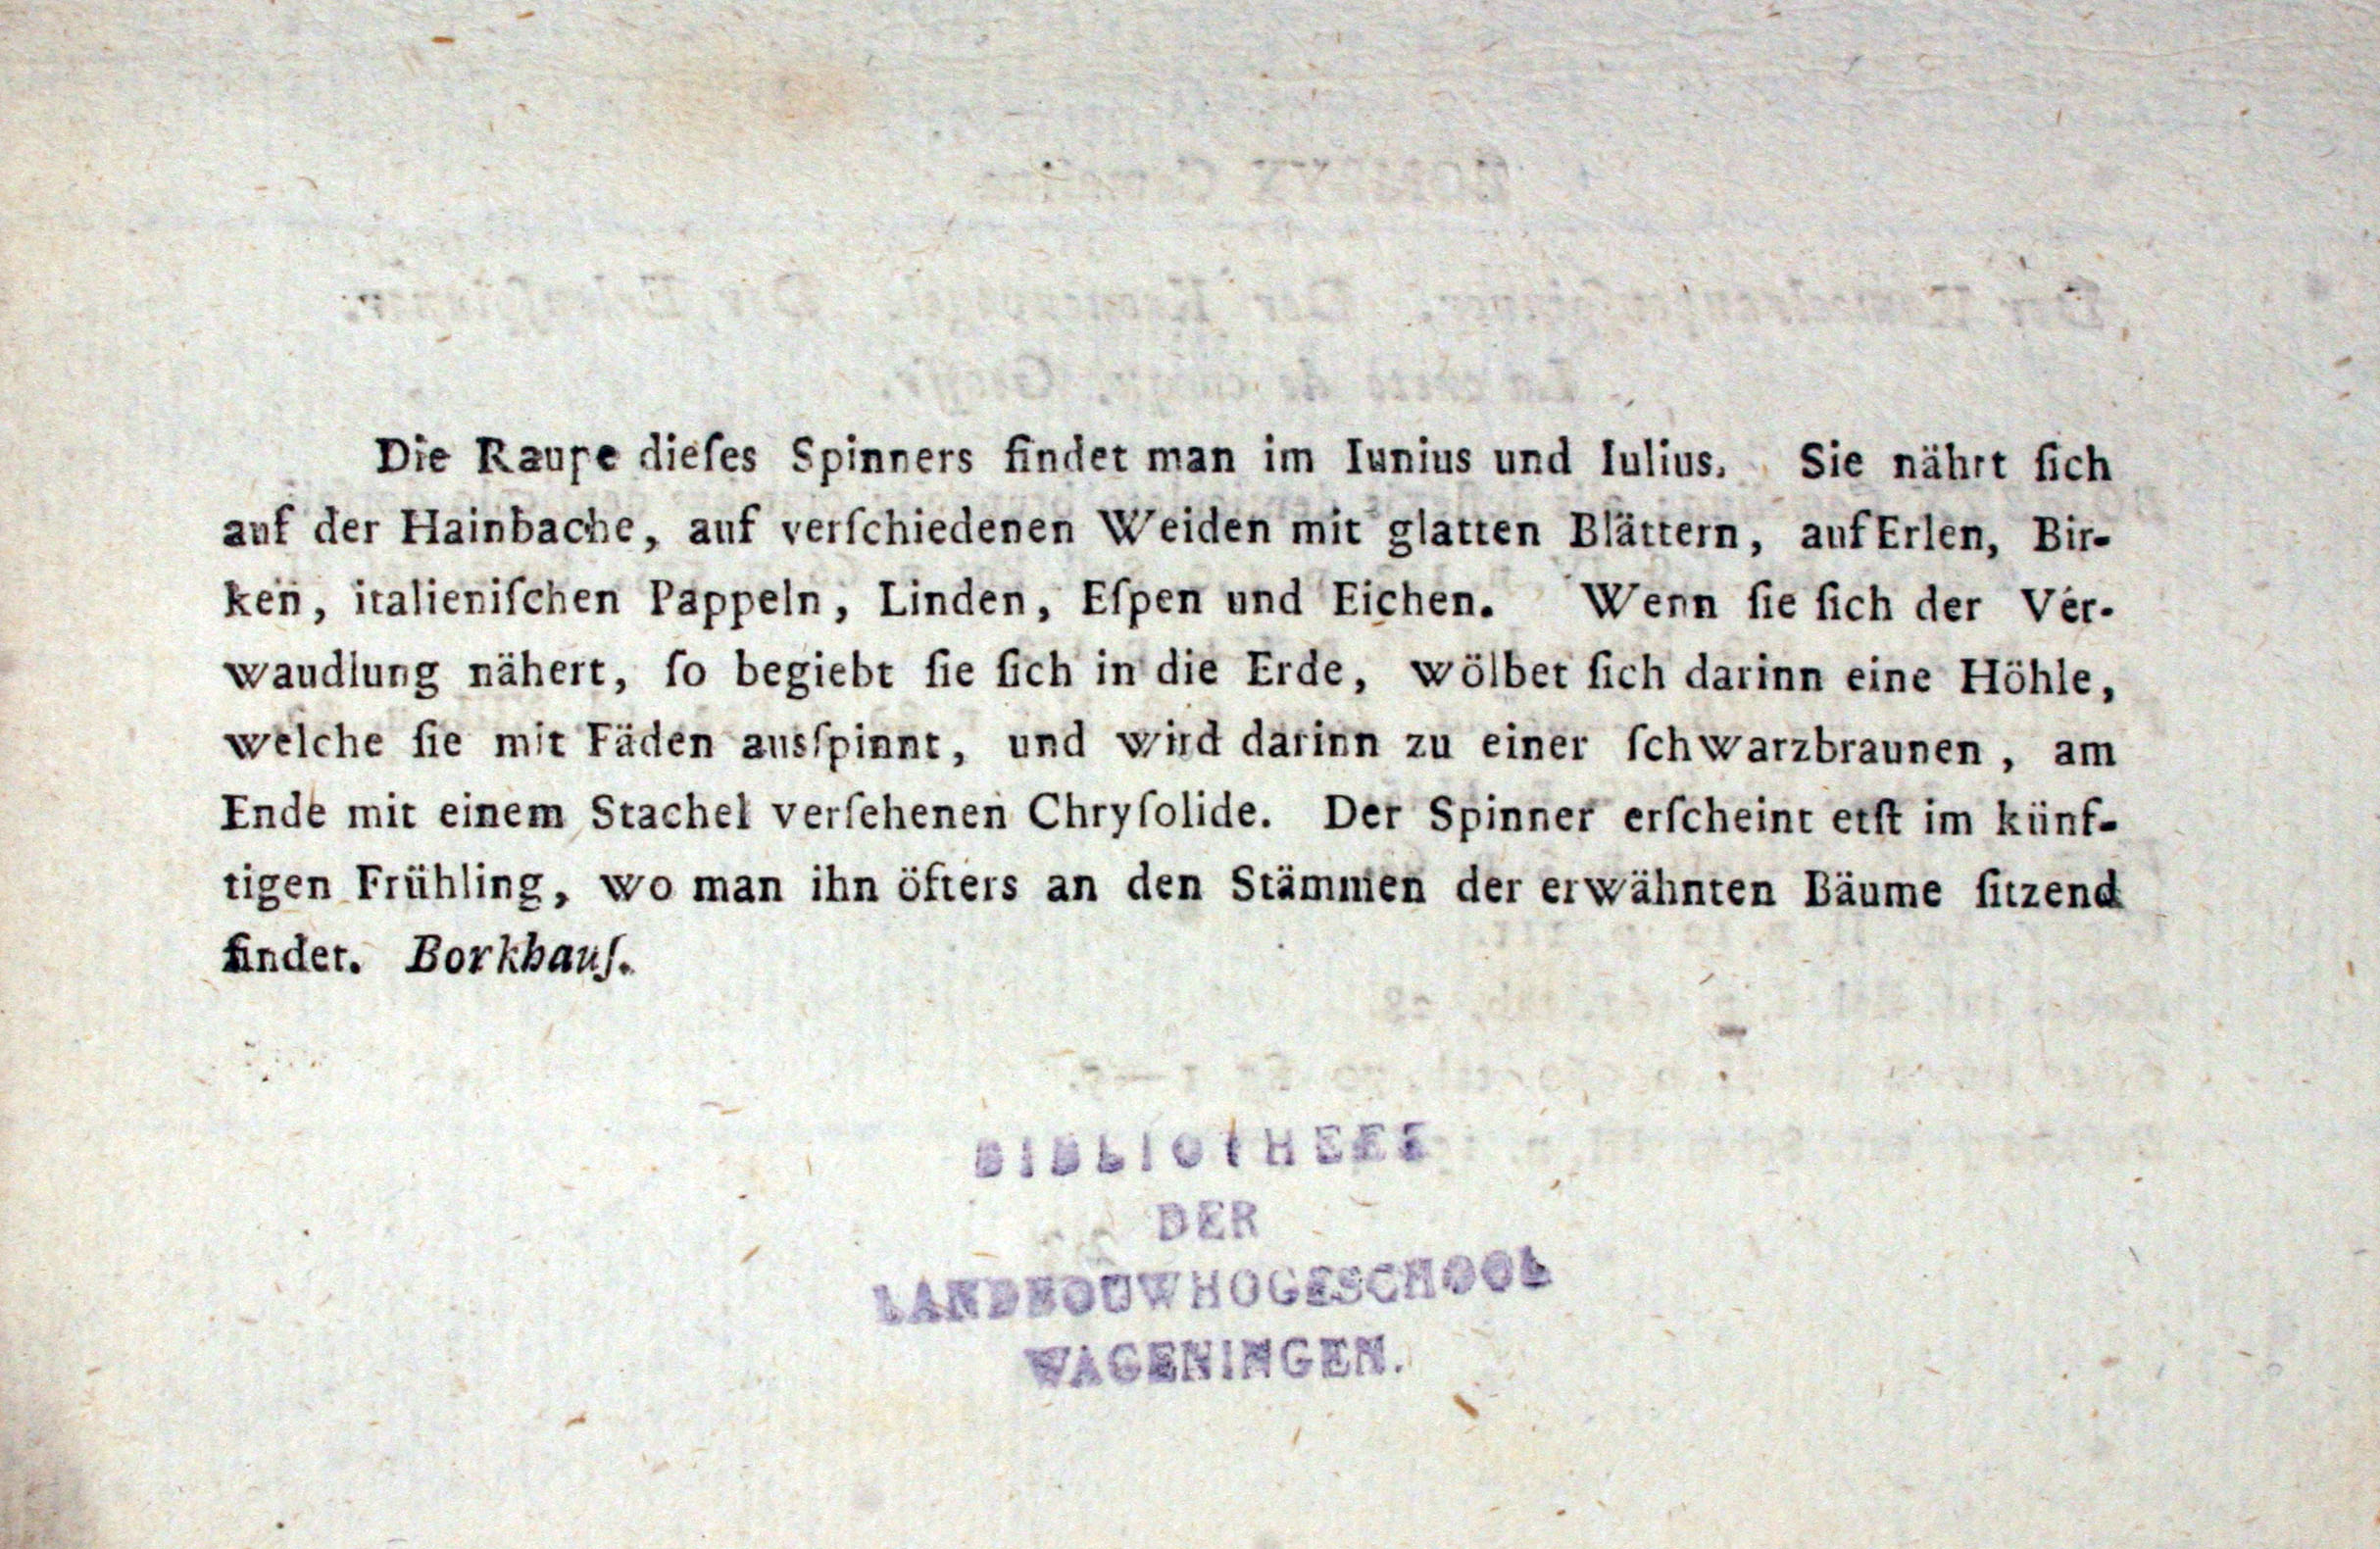 Die Raupe dieſes Spinners findet man im Iunius und Iulius. Sie nährt ſich
auf der Hainbache, auf verſchiedenen Weiden mit glatten Blättern, auf Erlen, Bir-
ken, italieniſchen Pappeln, Linden, Eſpen und Eichen. Wenn ſie ſich der Ver-
waudlung nähert, ſo begiebt ſie ſich in die Erde, wölbet ſich darinn eine Höhle,
welche ſie mit Fäden ausſpinnt, und wird darinn zu einer ſchwarzbraunen, am
Ende mit einem Stachel verſehenen Chryſolide. Der Spinner erſcheint erſt im künf-
tigen Frühling, wo man ihn öfters an den Stämmen der erwähnten Bäume ſitzend
findet. Borkhauſ.
BIBLIOTHEEK
DER
LANDBOUWHOGESCHOOL
WAGENINGEN.